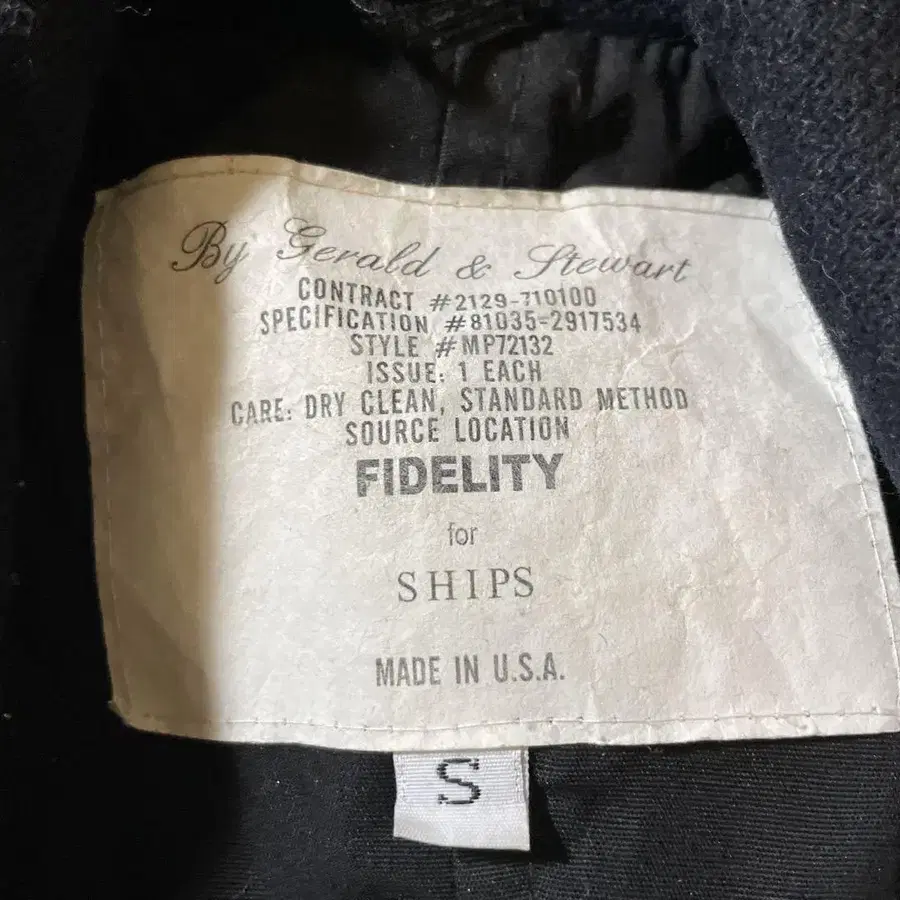 By Gerald & Stewart
CONTRACT #2129-710100
SPECIFICATION #81035-2917534
STYLE #MP72132
ISSUE: 1 EACH
CARE: DRY CLEAN, STANDARD METHOD
SOURCE LOCATION
FIDELITY
for
SHIPS
MADE IN U.S.A.
S